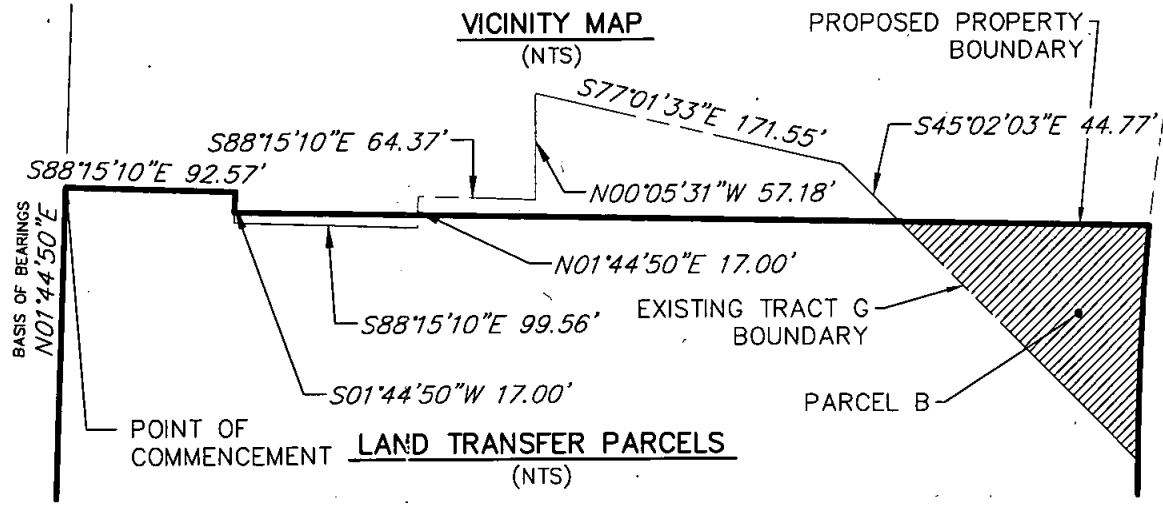 VICINITY MAP
(NTS)
PROPOSED PROPERTY
BOUNDARY
S77°01'33"E 171.55'
S45°02'03"E 44.77'
S88°15'10"E 64.37'
S88°15'10"E 92.57'
N00°05'31"W 57.18'
BASIS OF BEARINGS
N01°44'50"E
N01°44'50"E 17.00'
S88°15'10"E 99.56'
EXISTING TRACT G
BOUNDARY
S01°44'50"W 17.00'
PARCEL B
POINT OF
COMMENCEMENT
LAND TRANSFER PARCELS
(NTS)